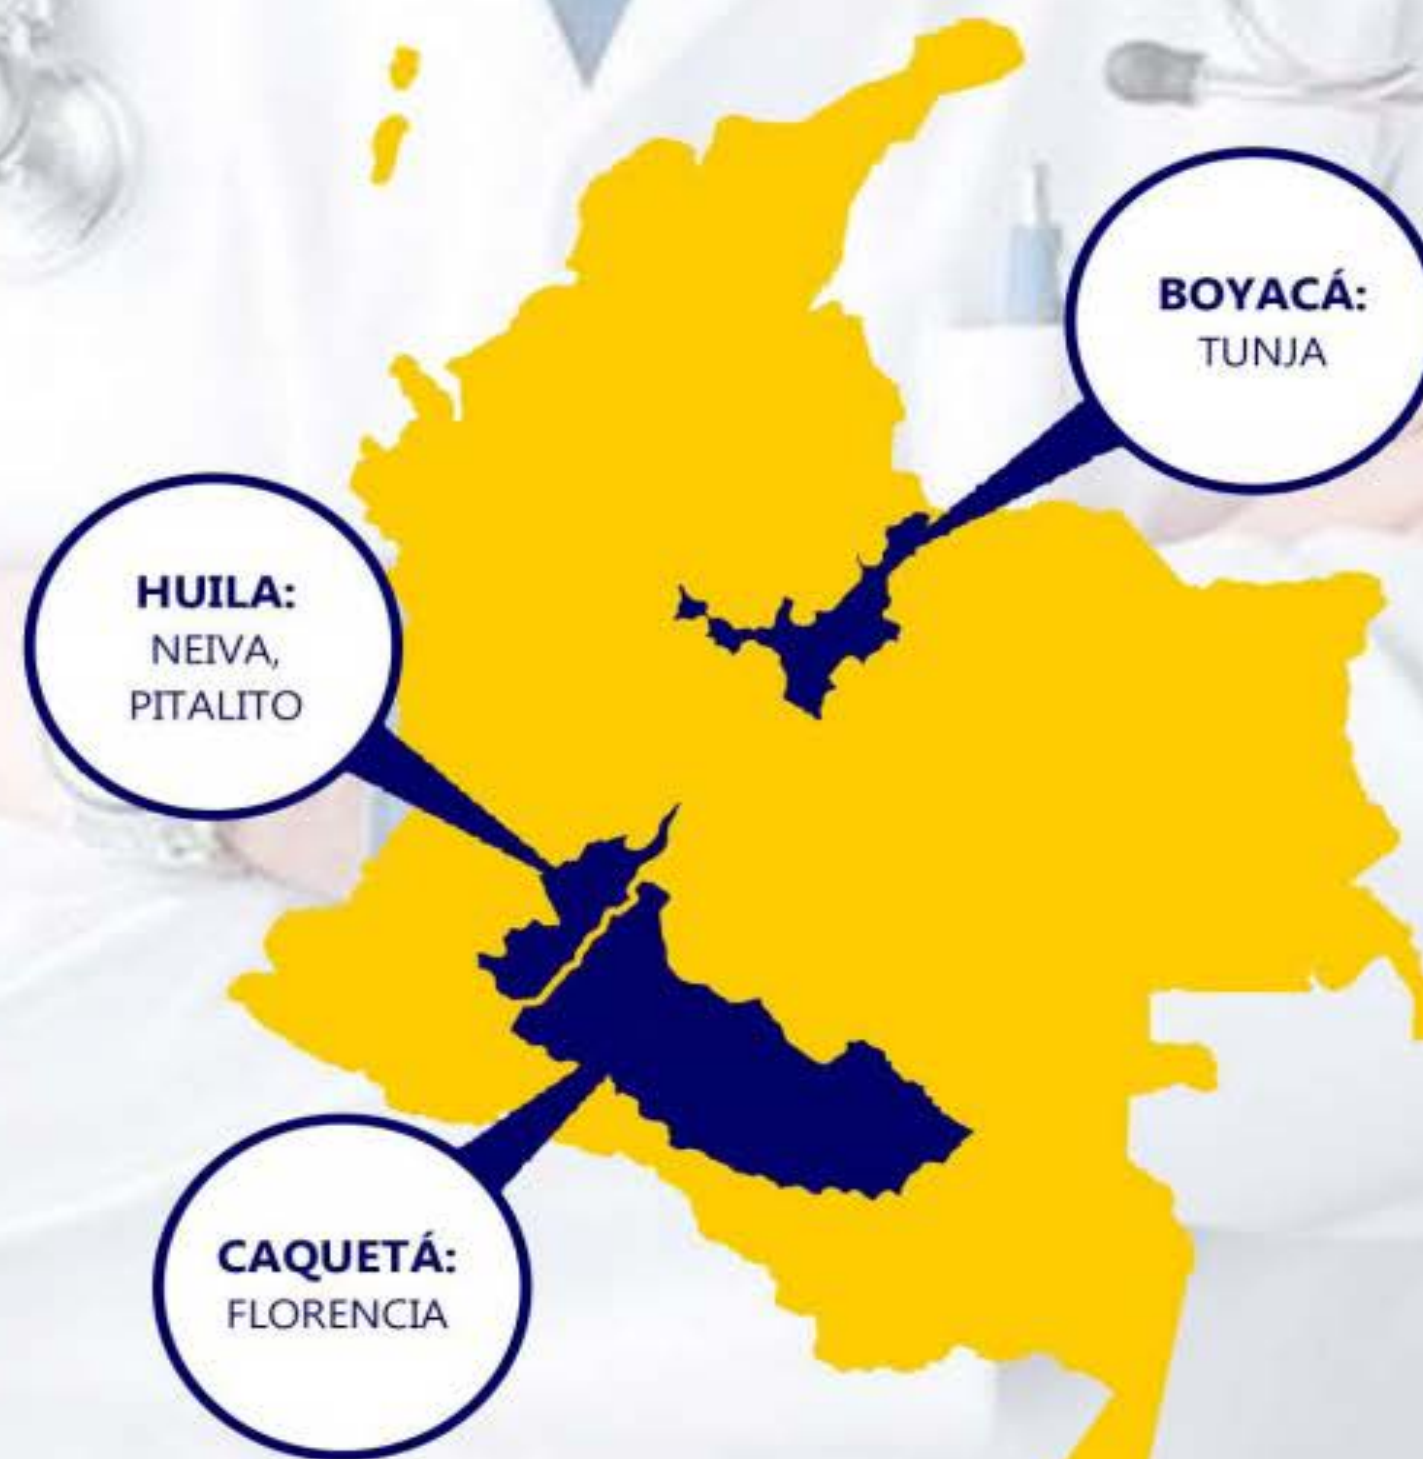 BOYACÁ:
TUNJA
HUILA:
NEIVA,
PITALITO
CAQUETÁ:
FLORENCIA